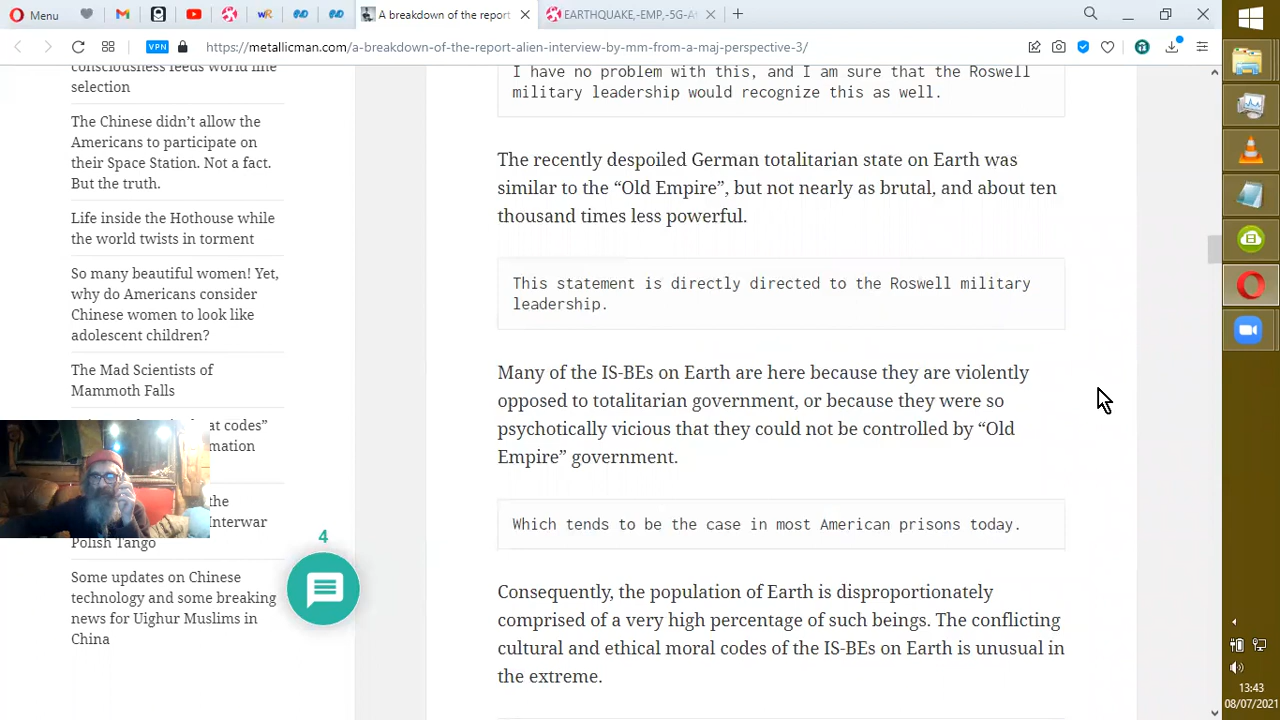 Menu
A breakdown of the report
EARTHQUAKE,-EMP,-5G-A
VPN
https://metallicman.com/a-breakdown-of-the-report-alien-interview-by-mm-from-a-maj-perspective-3/
consciousness feeds world line
selection
The Chinese didn’t allow the
Americans to participate on
their Space Station. Not a fact.
But the truth.
Life inside the Hothouse while
the world twists in torment
So many beautiful women! Yet,
why do Americans consider
Chinese women to look like
adolescent children?
The Mad Scientists of
Mammoth Falls
at codes”
mation
the
Interwar
Polish Tango
Some updates on Chinese
technology and some breaking
news for Uighur Muslims in
China
4
I have no problem with this, and I am sure that the Roswell
military leadership would recognize this as well.
The recently despoiled German totalitarian state on Earth was
similar to the “Old Empire”, but not nearly as brutal, and about ten
thousand times less powerful.
This statement is directly directed to the Roswell military
leadership.
Many of the IS-BEs on Earth are here because they are violently
opposed to totalitarian government, or because they were so
psychotically vicious that they could not be controlled by “Old
Empire” government.
Which tends to be the case in most American prisons today.
Consequently, the population of Earth is disproportionately
comprised of a very high percentage of such beings. The conflicting
cultural and ethical moral codes of the IS-BEs on Earth is unusual in
the extreme.
13:43
08/07/2021